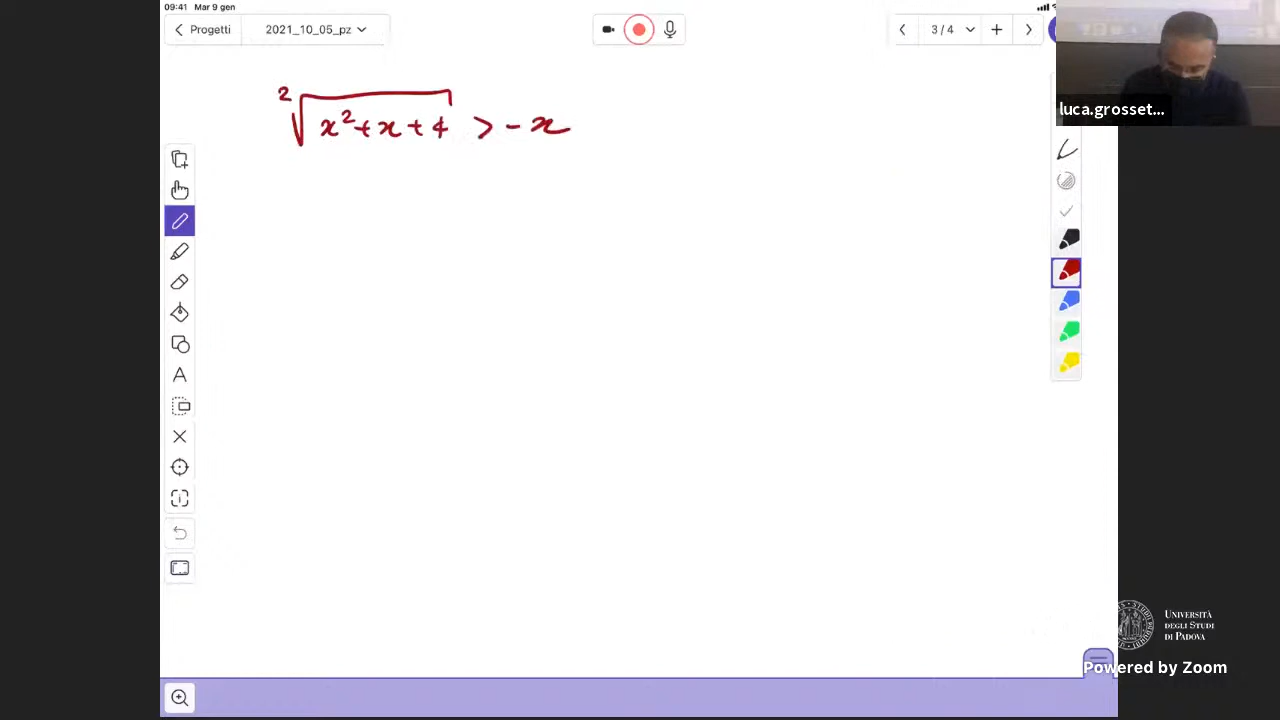 09:41 Mar 9 gen
Progetti
2021_10_05_pz
3 / 4
luca.grosset...
²√(x²+x+4) > -x
A
UNIVERSITÀ
DEGLI STUDI
DI PADOVA
Powered by Zoom